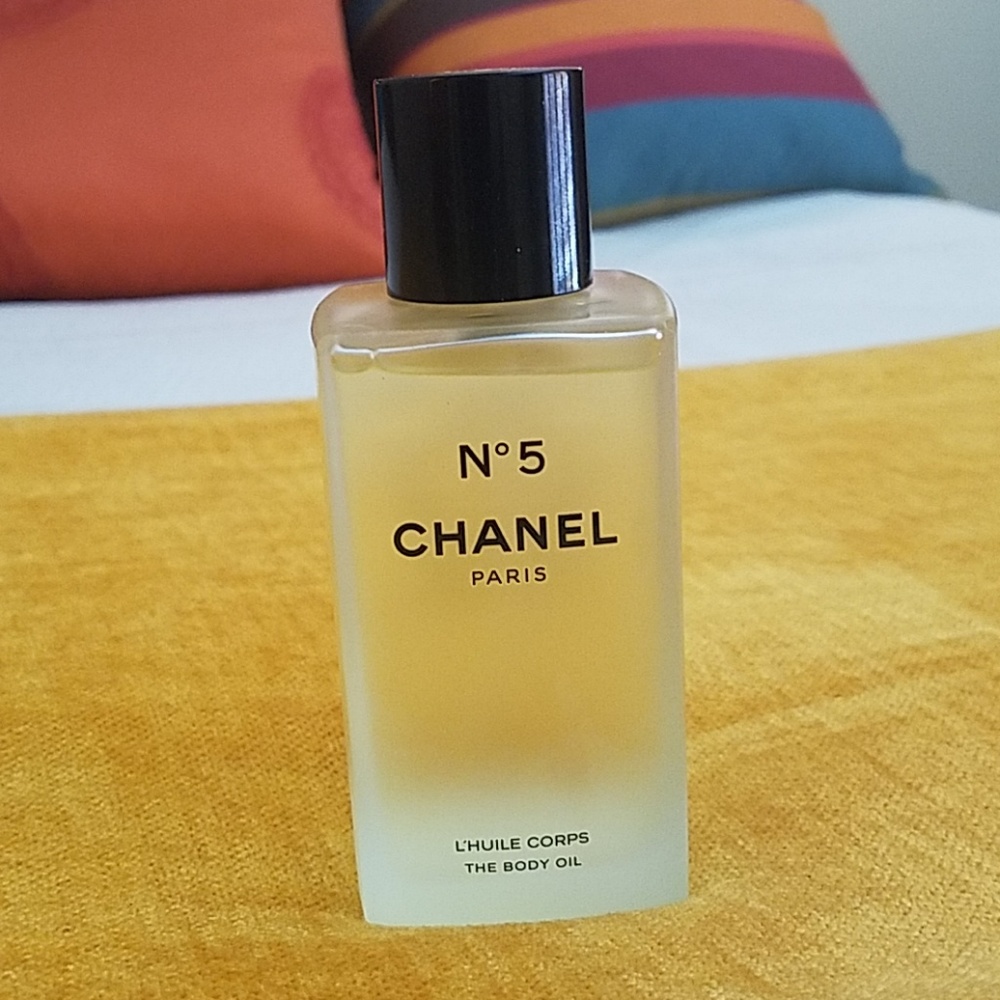 N°5
CHANEL
PARIS
L'HUILE CORPS
THE BODY OIL